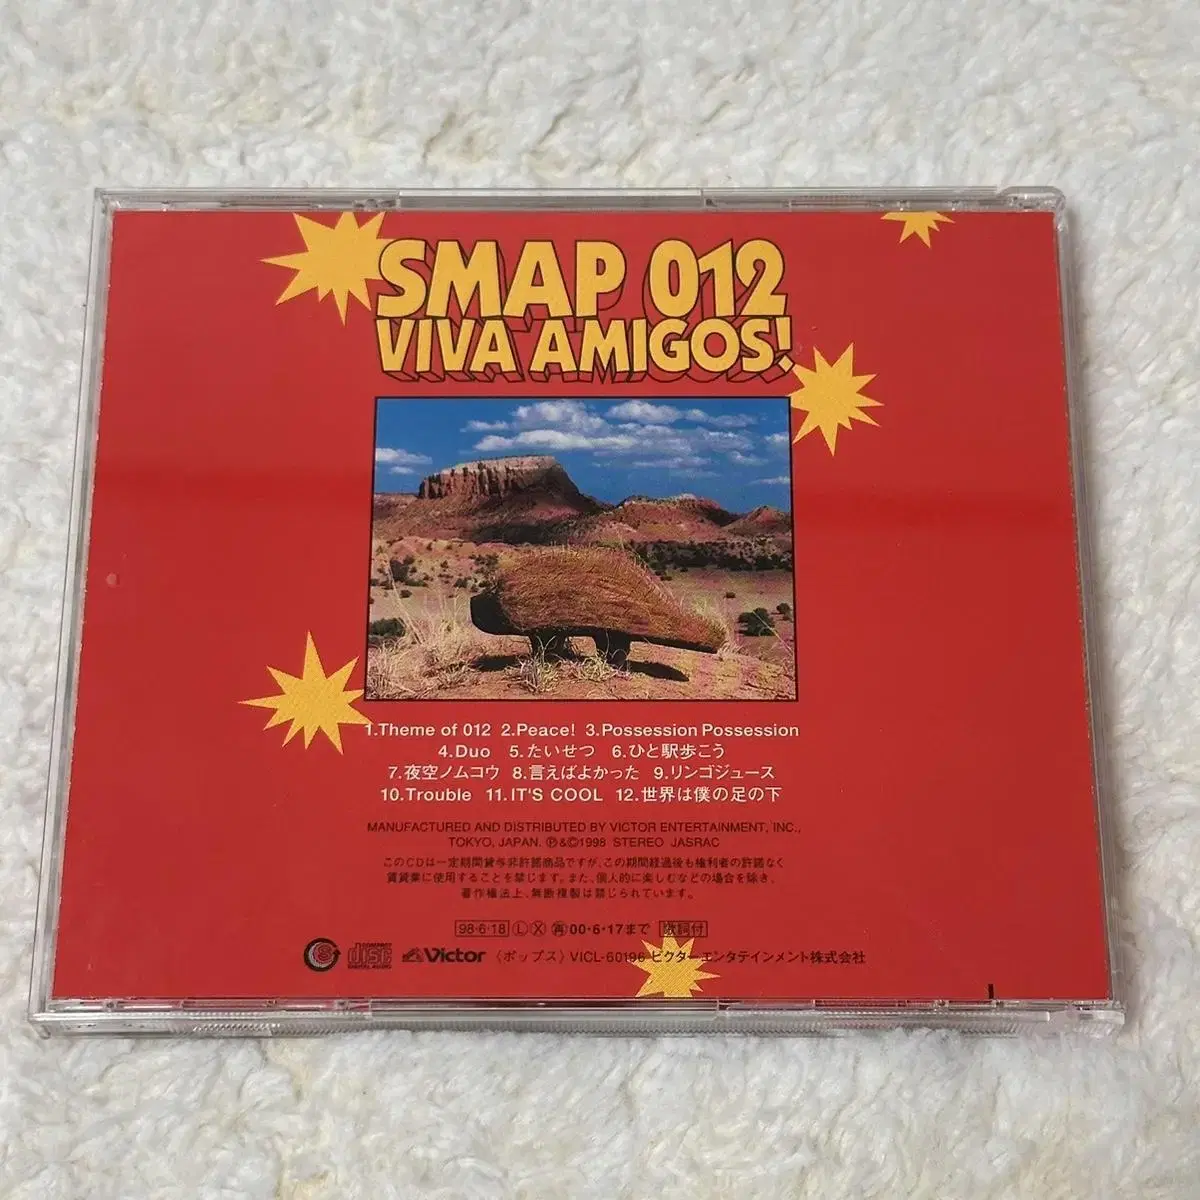 SMAP 012
VIVA AMIGOS!
1.Theme of 012 2.Peace! 3.Possession Possession
4.Duo 5.たいせつ 6.ひと駅歩こう
7.夜空ノムコウ 8.言えばよかった 9.リンゴジュース
10.Trouble 11.IT'S COOL 12.世界は僕の足の下
MANUFACTURED AND DISTRIBUTED BY VICTOR ENTERTAINMENT, INC.,
TOKYO, JAPAN. Ⓟ&©1998 STEREO JASRAC
このCDは一定期間貸与非許諾商品ですが、この期間経過後も権利者の許諾なく
賃貸業に使用することを禁じます。また、個人的に楽しむなどの場合を除き、
著作権法上、無断複製は禁じられています。
98・6・18 Ⓛ Ⓧ 再 00・6・17まで 歌詞付
S COMPACT disc DIGITAL AUDIO Victor 〈ポップス〉 VICL-60196 ビクターエンタテインメント株式会社